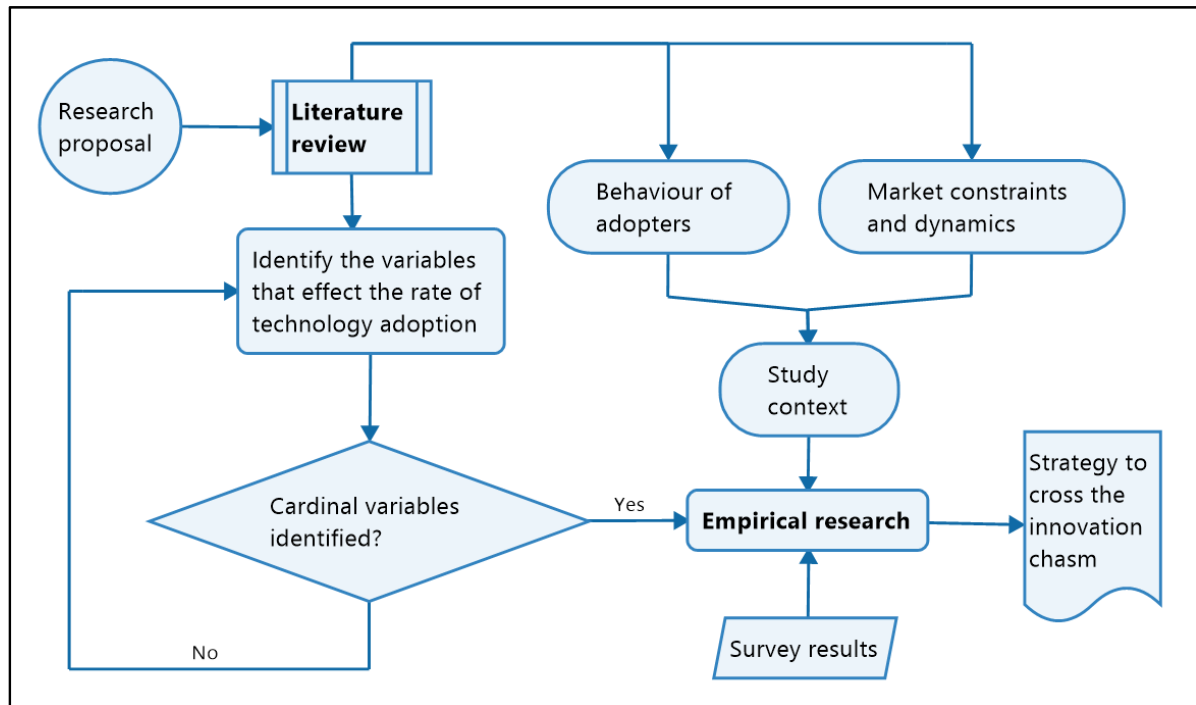 Research
proposal
Literature
review
Behaviour of
adopters
Market constraints
and dynamics
Identify the variables
that effect the rate of
technology adoption
Study
context
Cardinal variables
identified?
Yes
Empirical research
Strategy to
cross the
innovation
chasm
No
Survey results